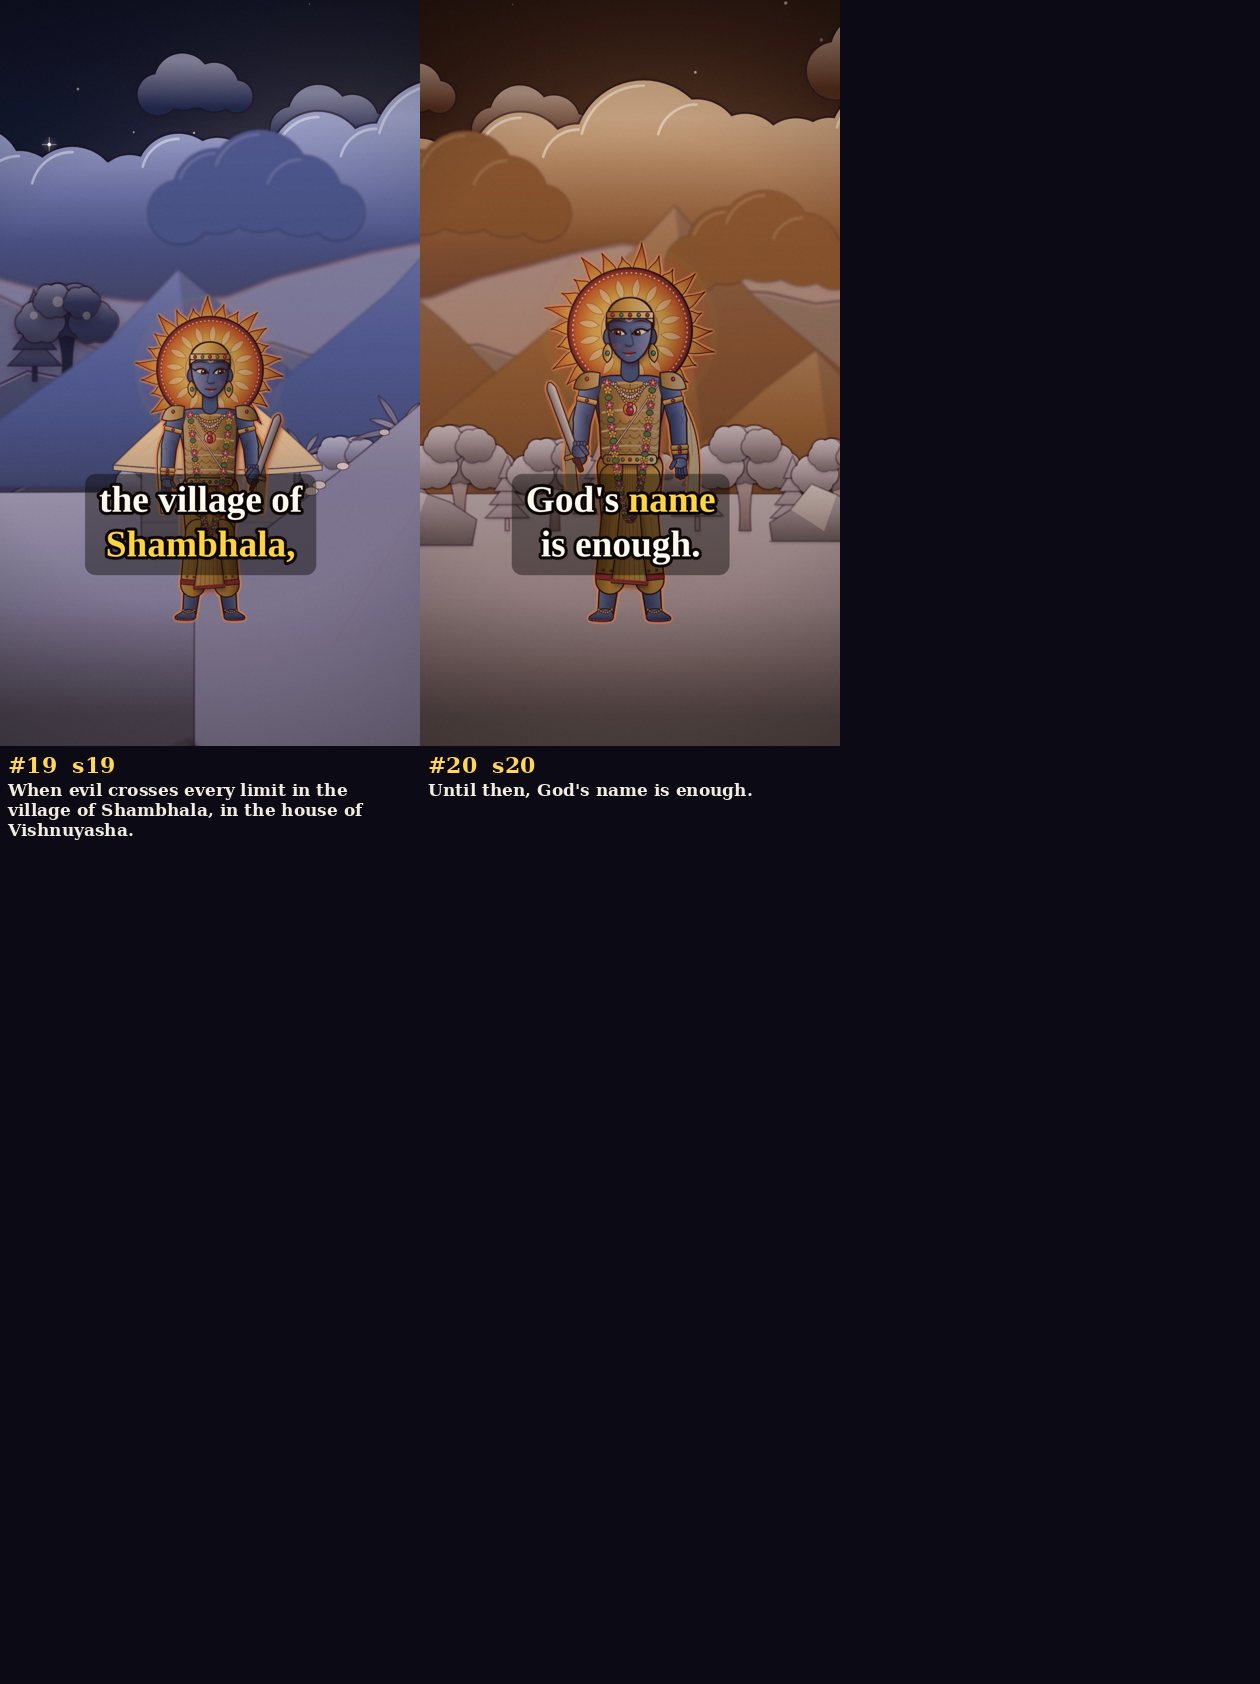 the village of
Shambhala,
God's name
is enough.
#19 s19
When evil crosses every limit in the
village of Shambhala, in the house of
Vishnuyasha.
#20 s20
Until then, God's name is enough.